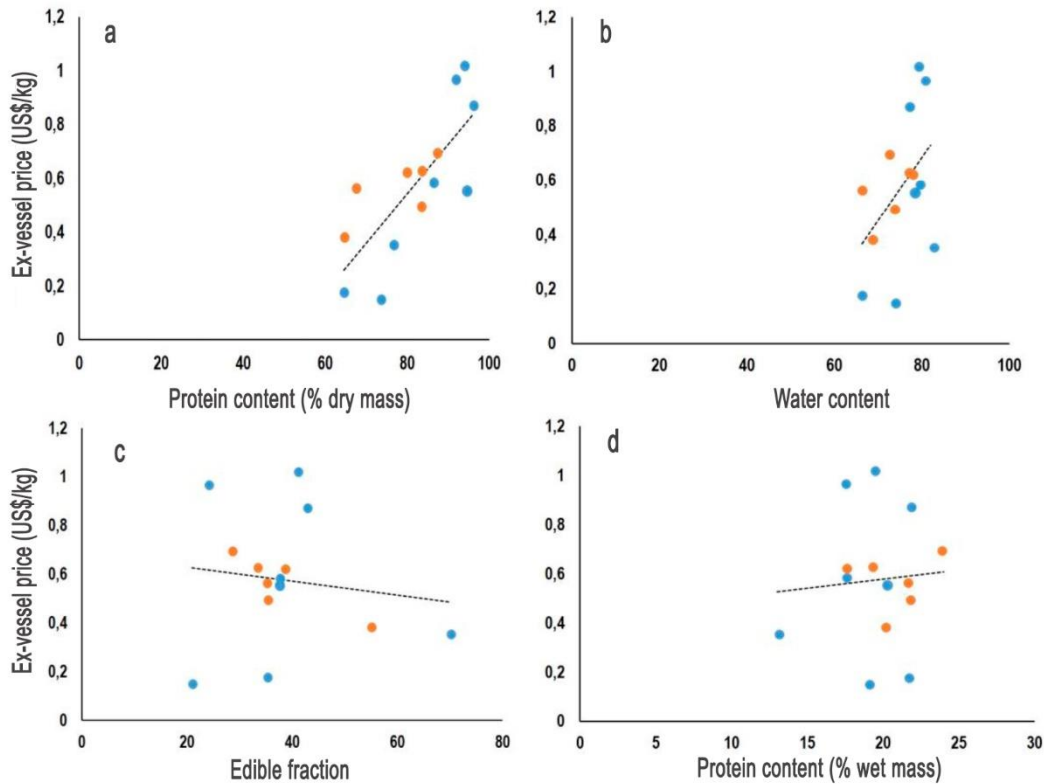 a
1,2
1
0,8
0,6
0,4
0,2
0
0 20 40 60 80 100
Ex-vessel price (US$/kg)
Protein content (% dry mass)
b
1,2
1
0,8
0,6
0,4
0,2
0
0 20 40 60 80 100
Water content
c
1,2
1
0,8
0,6
0,4
0,2
0
0 20 40 60 80
Ex-vessel price (US$/kg)
Edible fraction
d
1,2
1
0,8
0,6
0,4
0,2
0
0 5 10 15 20 25 30
Protein content (% wet mass)